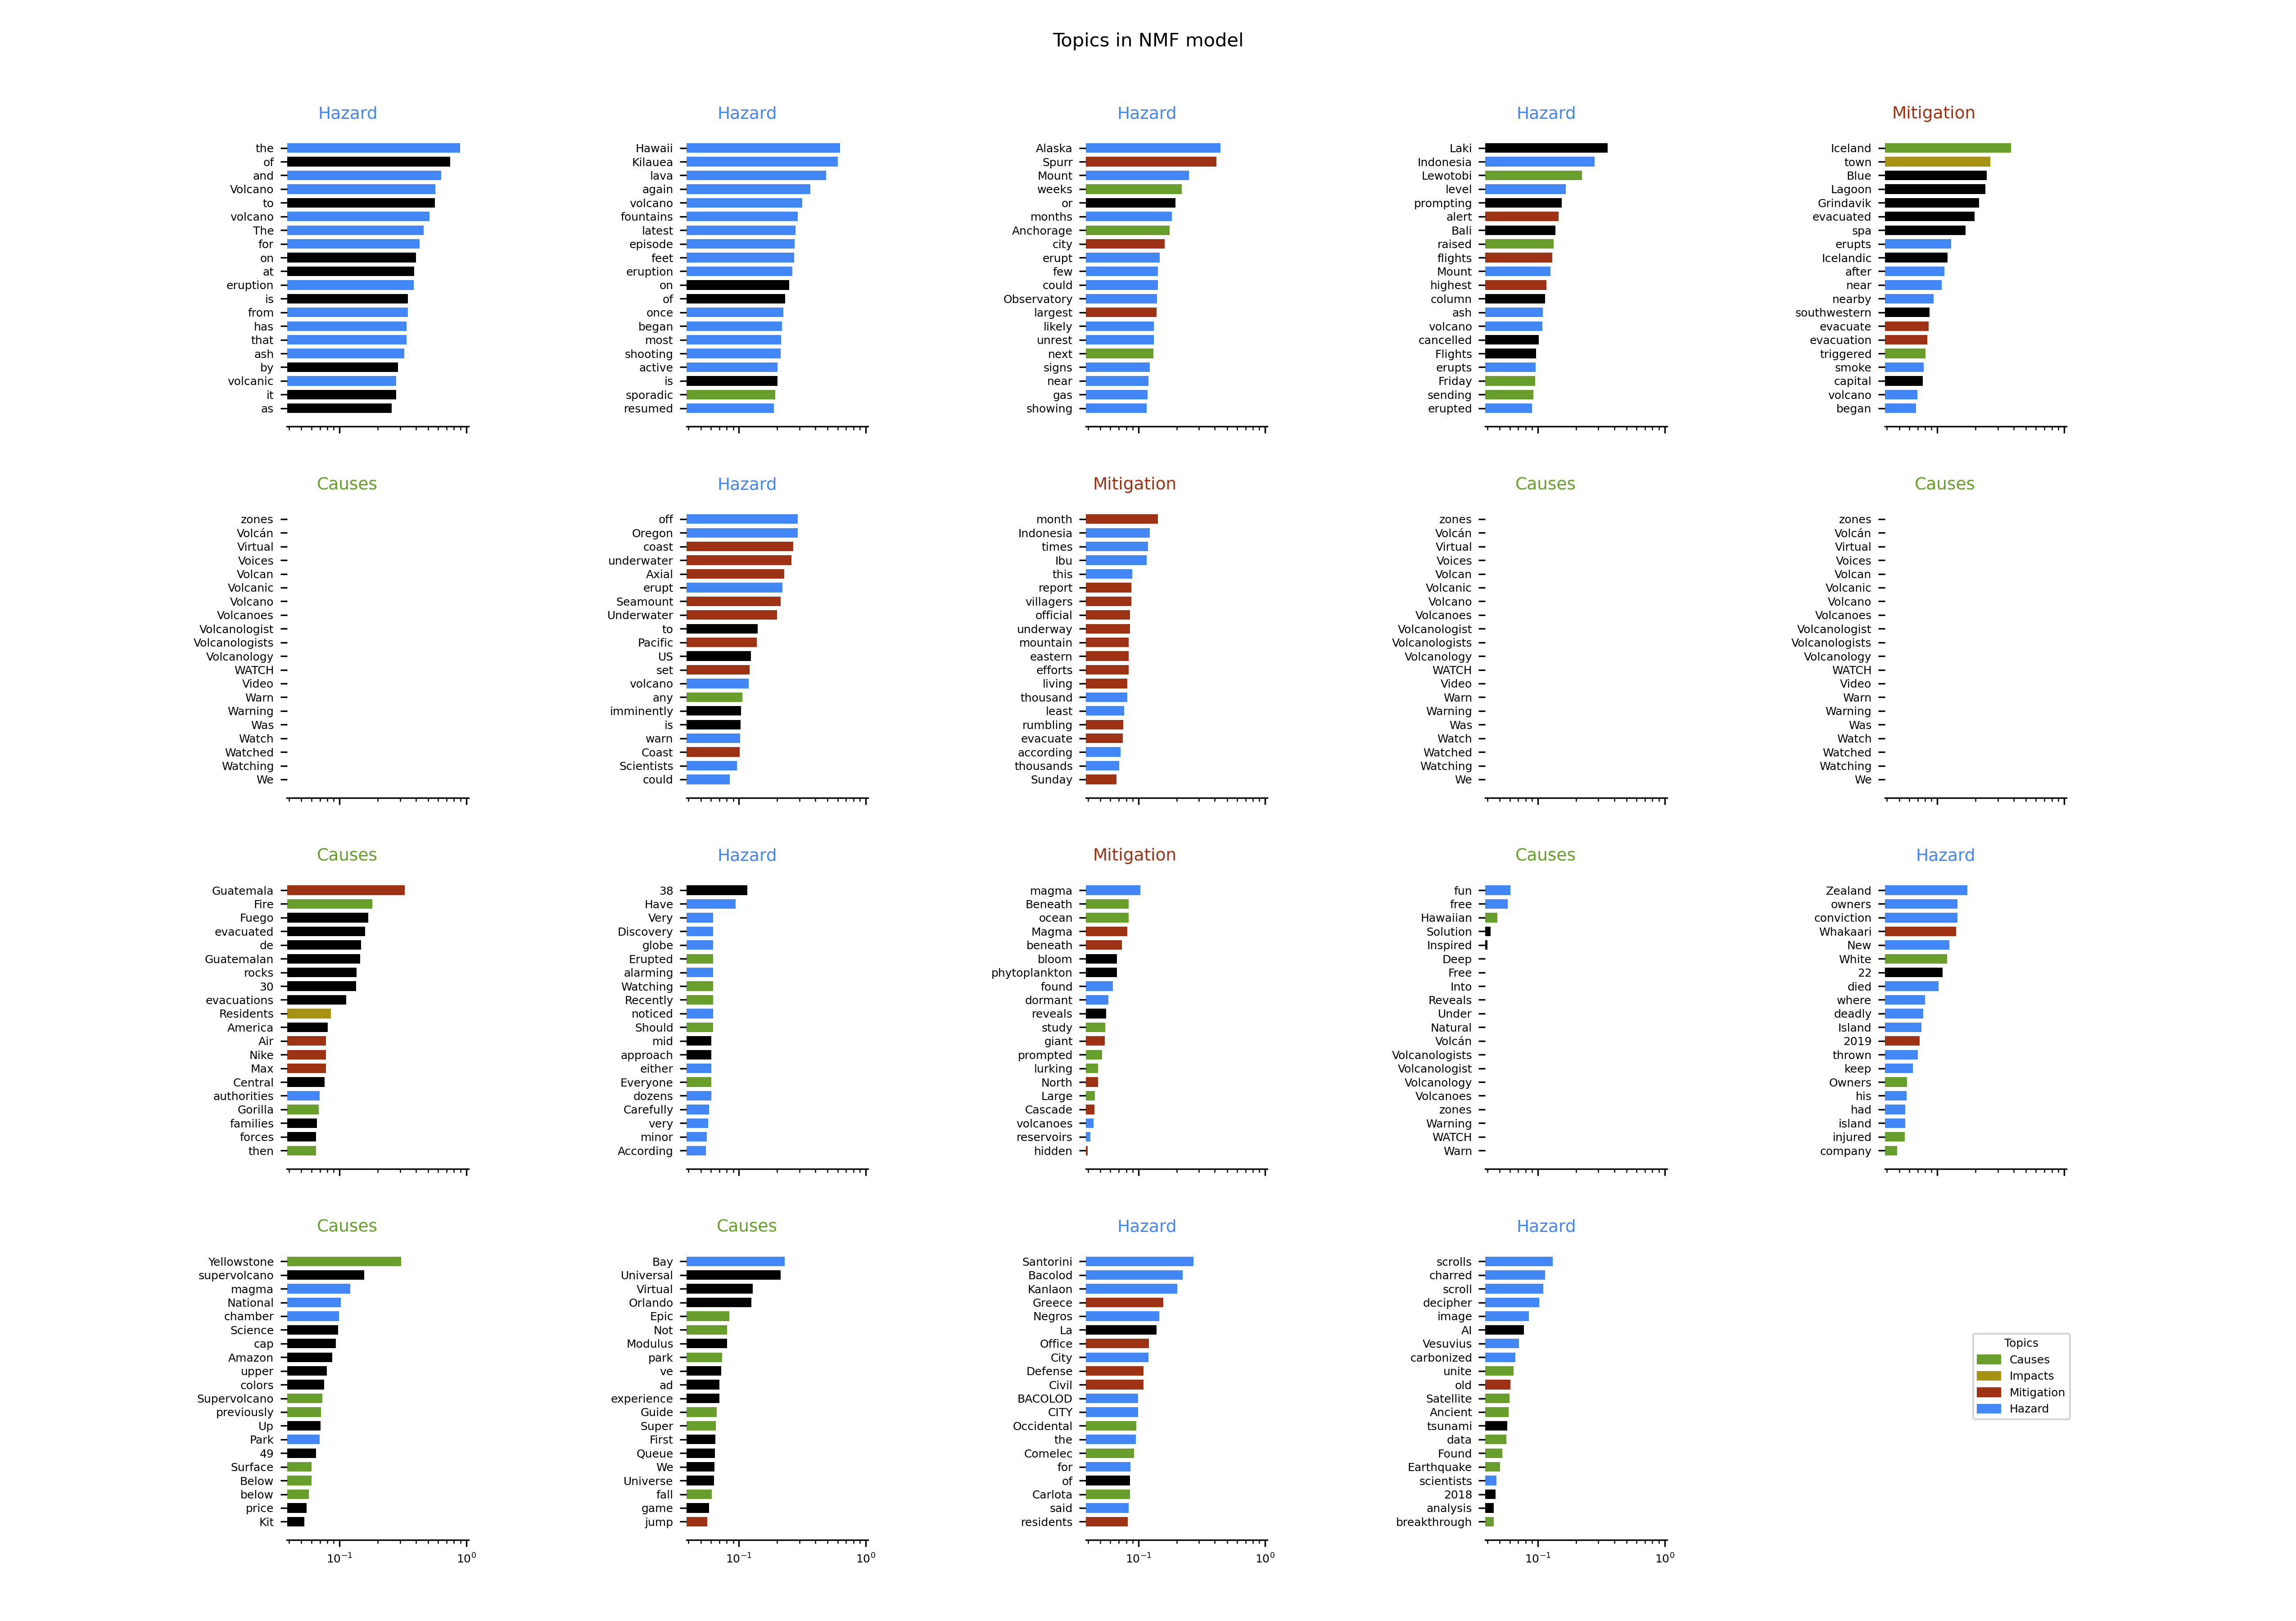 Topics in NMF model
Hazard
the
of
and
Volcano
to
volcano
The
for
on
at
eruption
is
from
has
that
ash
by
volcanic
it
as
Hazard
Hawaii
Kilauea
lava
again
volcano
fountains
latest
episode
feet
eruption
on
of
once
began
most
shooting
active
is
sporadic
resumed
Hazard
Alaska
Spurr
Mount
weeks
or
months
Anchorage
city
erupt
few
could
Observatory
largest
likely
unrest
next
signs
near
gas
showing
Hazard
Laki
Indonesia
Lewotobi
level
prompting
alert
Bali
raised
flights
Mount
highest
column
ash
volcano
cancelled
Flights
erupts
Friday
sending
erupted
Mitigation
Iceland
town
Blue
Lagoon
Grindavik
evacuated
spa
erupts
Icelandic
after
near
nearby
southwestern
evacuate
evacuation
triggered
smoke
capital
volcano
began
Causes
zones
Volcán
Virtual
Voices
Volcan
Volcanic
Volcano
Volcanoes
Volcanologist
Volcanologists
Volcanology
WATCH
Video
Warn
Warning
Was
Watch
Watched
Watching
We
Hazard
off
Oregon
coast
underwater
Axial
erupt
Seamount
Underwater
to
Pacific
US
set
volcano
any
imminently
is
warn
Coast
Scientists
could
Mitigation
month
Indonesia
times
Ibu
this
report
villagers
official
underway
mountain
eastern
efforts
living
thousand
least
rumbling
evacuate
according
thousands
Sunday
Causes
zones
Volcán
Virtual
Voices
Volcan
Volcanic
Volcano
Volcanoes
Volcanologist
Volcanologists
Volcanology
WATCH
Video
Warn
Warning
Was
Watch
Watched
Watching
We
Causes
zones
Volcán
Virtual
Voices
Volcan
Volcanic
Volcano
Volcanoes
Volcanologist
Volcanologists
Volcanology
WATCH
Video
Warn
Warning
Was
Watch
Watched
Watching
We
Causes
Guatemala
Fire
Fuego
evacuated
de
Guatemalan
rocks
30
evacuations
Residents
America
Air
Nike
Max
Central
authorities
Gorilla
families
forces
then
Hazard
38
Have
Very
Discovery
globe
Erupted
alarming
Watching
Recently
noticed
Should
mid
approach
either
Everyone
dozens
Carefully
very
minor
According
Mitigation
magma
Beneath
ocean
Magma
beneath
bloom
phytoplankton
found
dormant
reveals
study
giant
prompted
lurking
North
Large
Cascade
volcanoes
reservoirs
hidden
Causes
fun
free
Hawaiian
Solution
Inspired
Deep
Free
Into
Reveals
Under
Natural
Volcán
Volcanologists
Volcanologist
Volcanology
Volcanoes
zones
Warning
WATCH
Warn
Hazard
Zealand
owners
conviction
Whakaari
New
White
22
died
where
deadly
Island
2019
thrown
keep
Owners
his
had
island
injured
company
Causes
Yellowstone
supervolcano
magma
National
chamber
Science
cap
Amazon
upper
colors
Supervolcano
previously
Up
Park
49
Surface
Below
below
price
Kit
10⁻¹ 10⁰
Causes
Bay
Universal
Virtual
Orlando
Epic
Not
Modulus
park
ve
ad
experience
Guide
Super
First
Queue
We
Universe
fall
game
jump
10⁻¹ 10⁰
Hazard
Santorini
Bacolod
Kanlaon
Greece
Negros
La
Office
City
Defense
Civil
BACOLOD
CITY
Occidental
the
Comelec
for
of
Carlota
said
residents
10⁻¹ 10⁰
Hazard
scrolls
charred
scroll
decipher
image
AI
Vesuvius
carbonized
unite
old
Satellite
Ancient
tsunami
data
Found
Earthquake
scientists
2018
analysis
breakthrough
10⁻¹ 10⁰
Topics
Causes
Impacts
Mitigation
Hazard